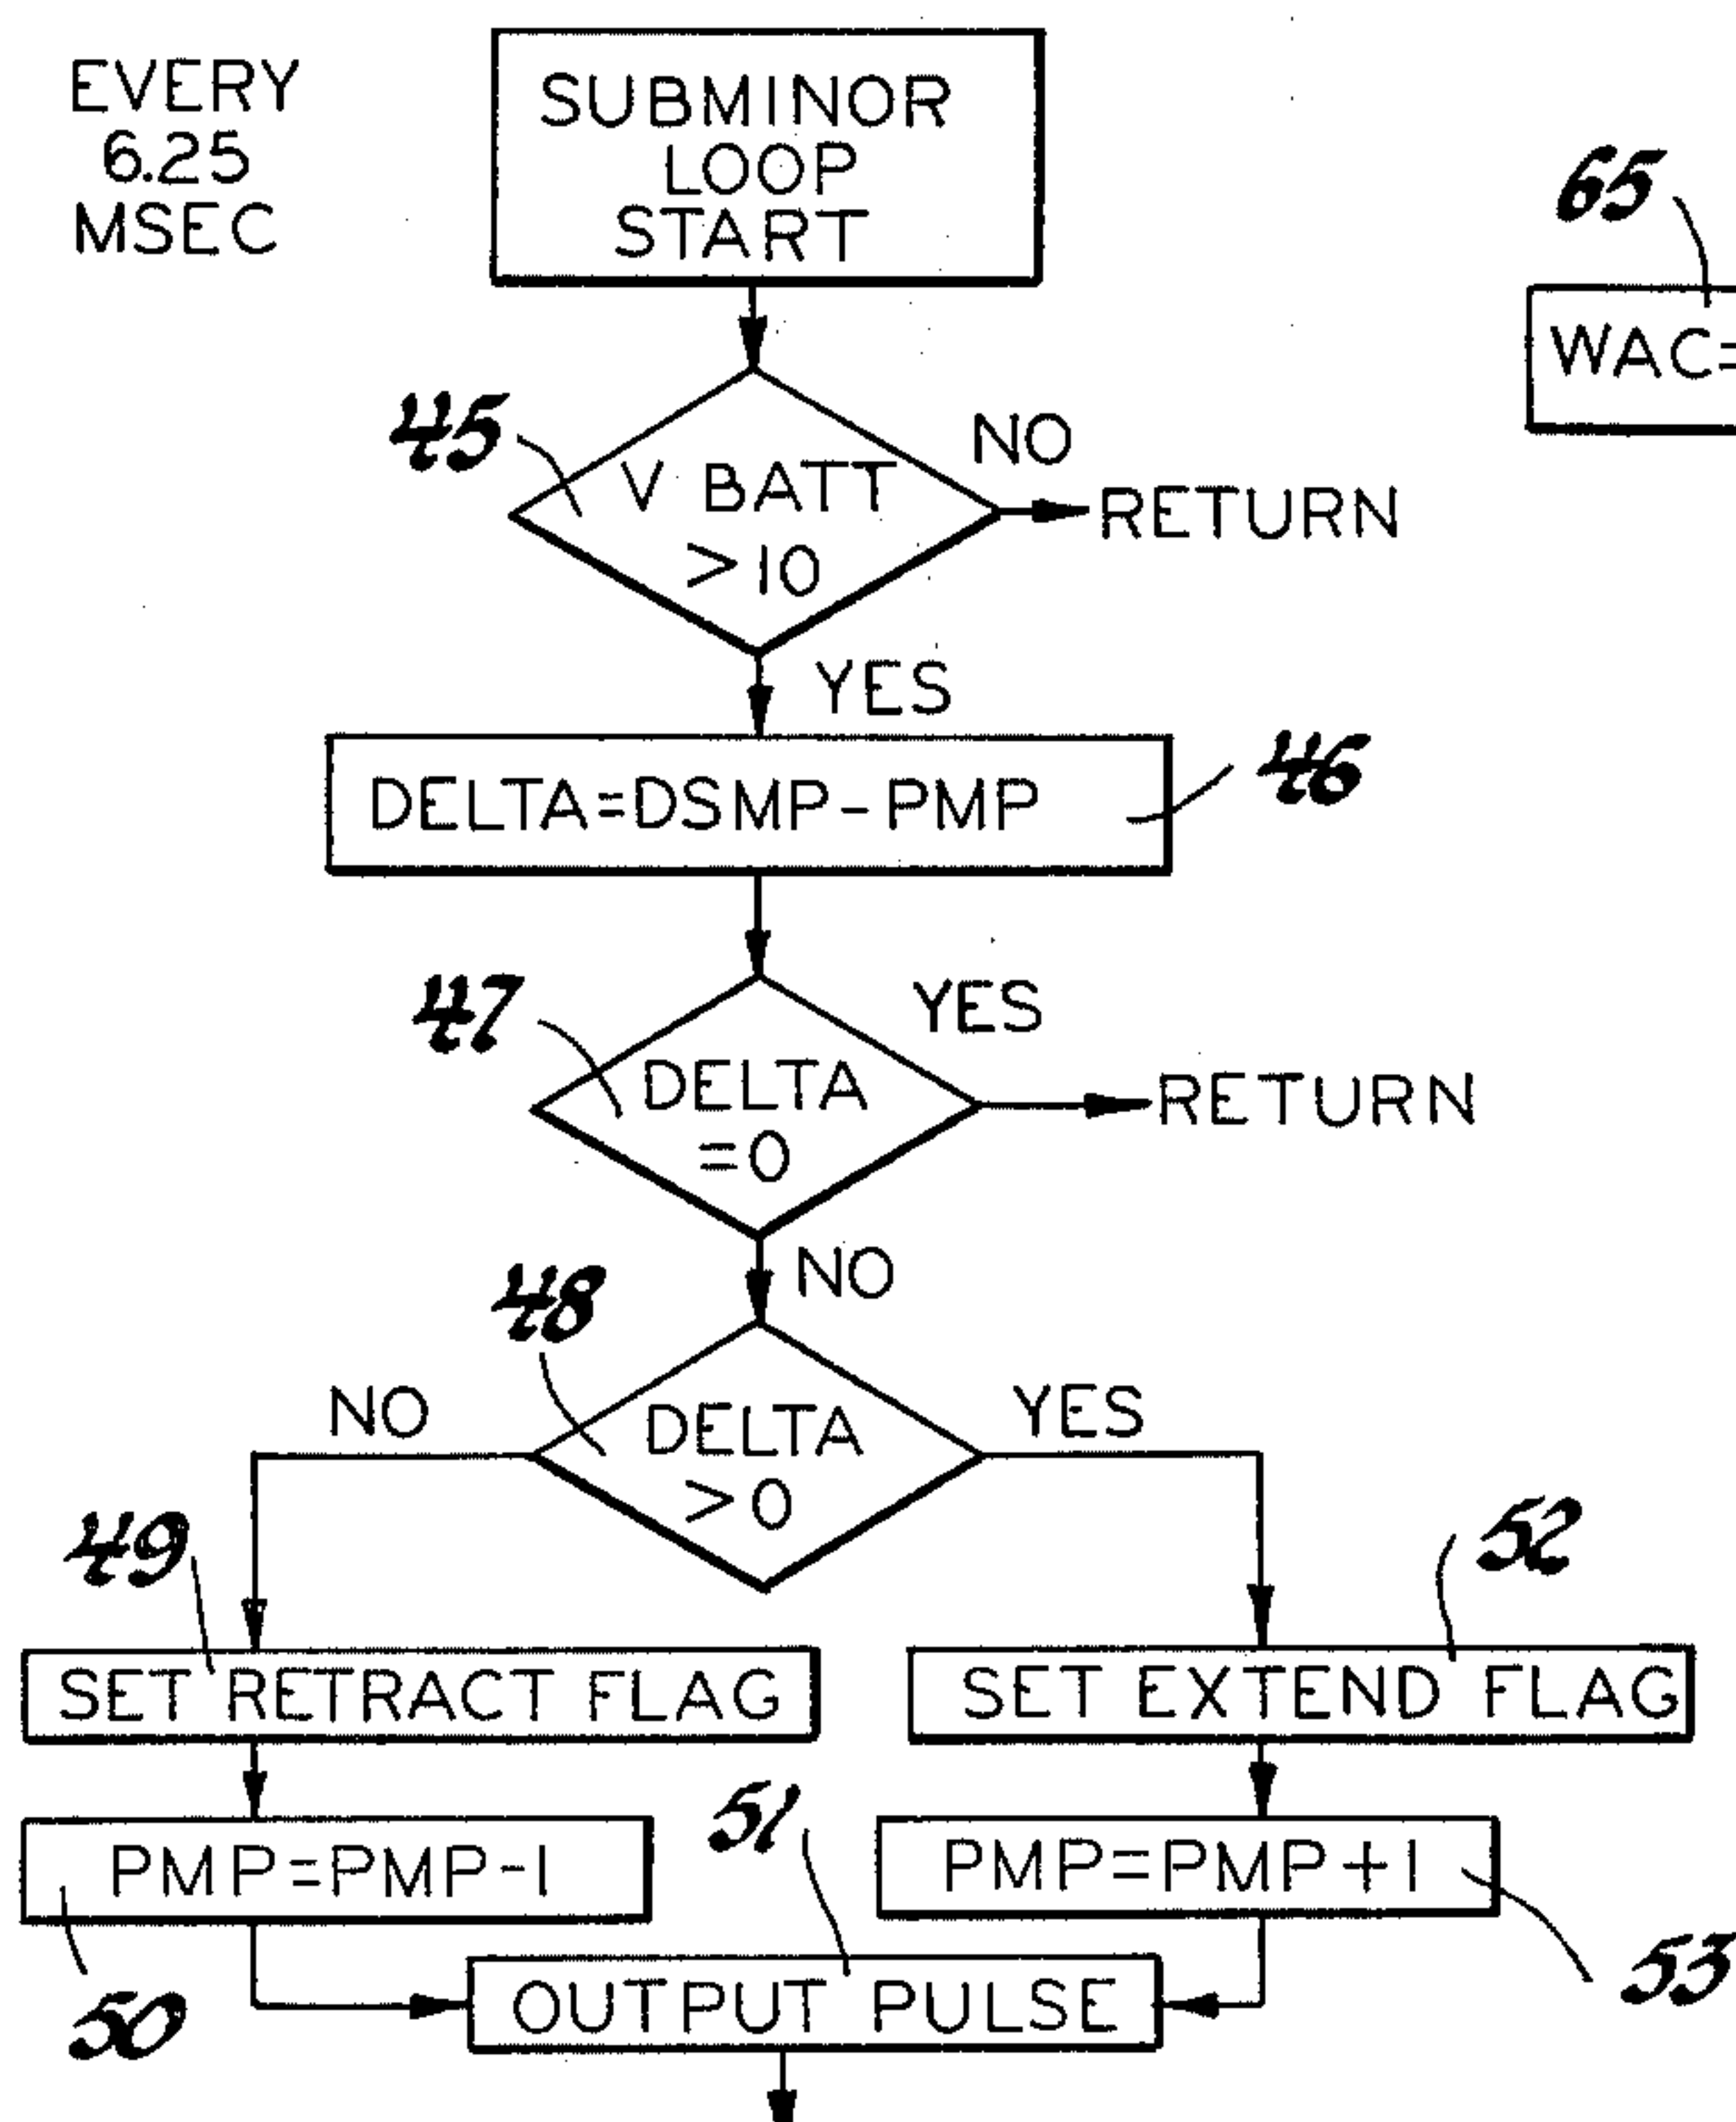 EVERY
6.25
MSEC
SUBMINOR
LOOP
START
65
WAC=
45
V BATT
>10
NO
RETURN
YES
DELTA=DSMP-PMP
46
47
DELTA
=0
YES
RETURN
NO
48
DELTA
>0
NO
YES
49
52
SET RETRACT FLAG
SET EXTEND FLAG
51
PMP=PMP-1
PMP=PMP+1
50
OUTPUT PULSE
53